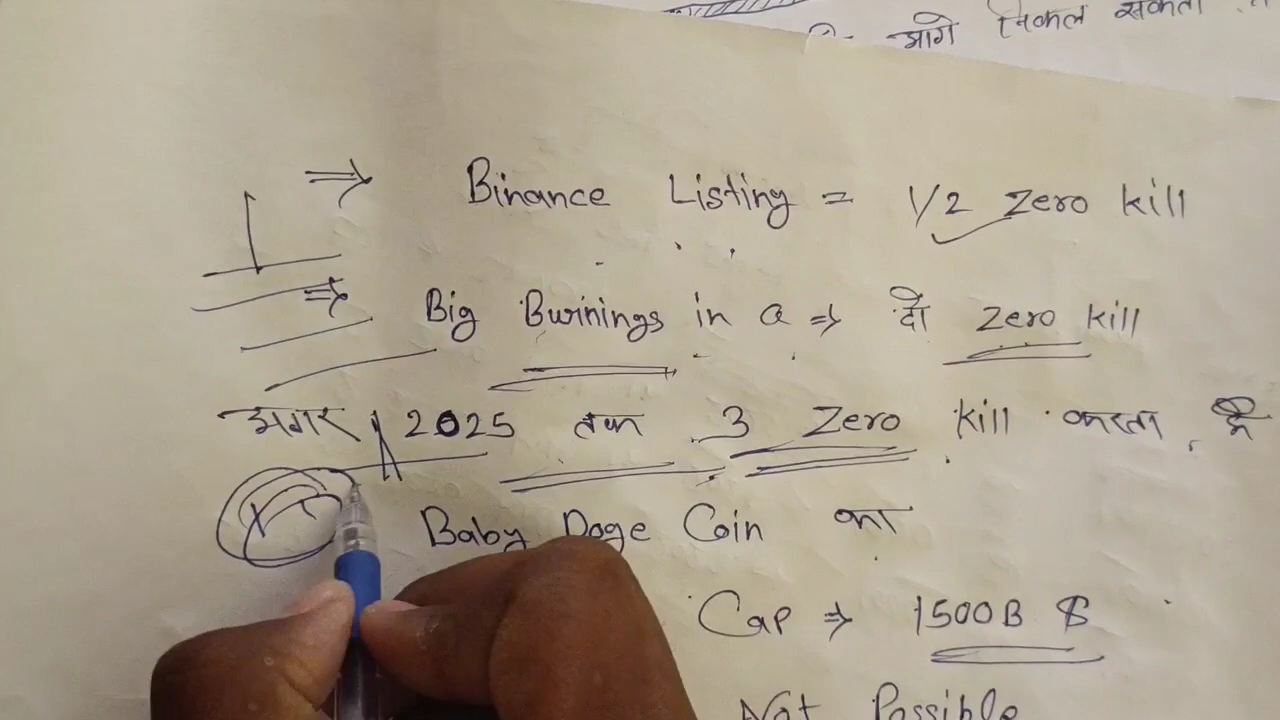 आगे निकल सकता
⇒ Binance Listing = 1/2 Zero kill
⇒ Big Burnings in Q ⇒ दो Zero kill
अगर 2025 तक 3 Zero kill करता है
Baby Doge Coin का
Cap ⇒ 1500B $
Not Possible